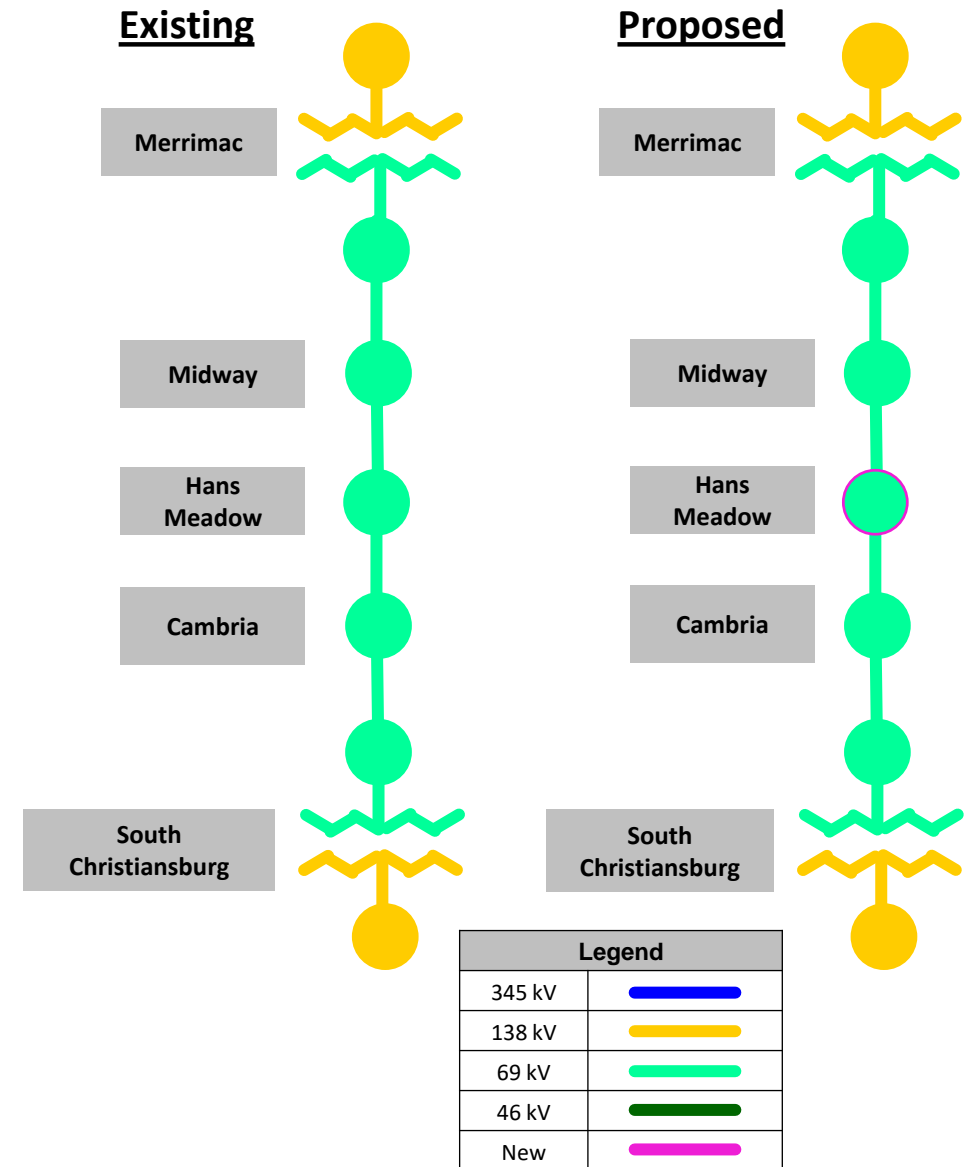 Existing
Proposed
Merrimac
Merrimac
Midway
Midway
Hans
Meadow
Hans
Meadow
Cambria
Cambria
South
Christiansburg
South
Christiansburg
Legend
345 kV
138 kV
69 kV
46 kV
New